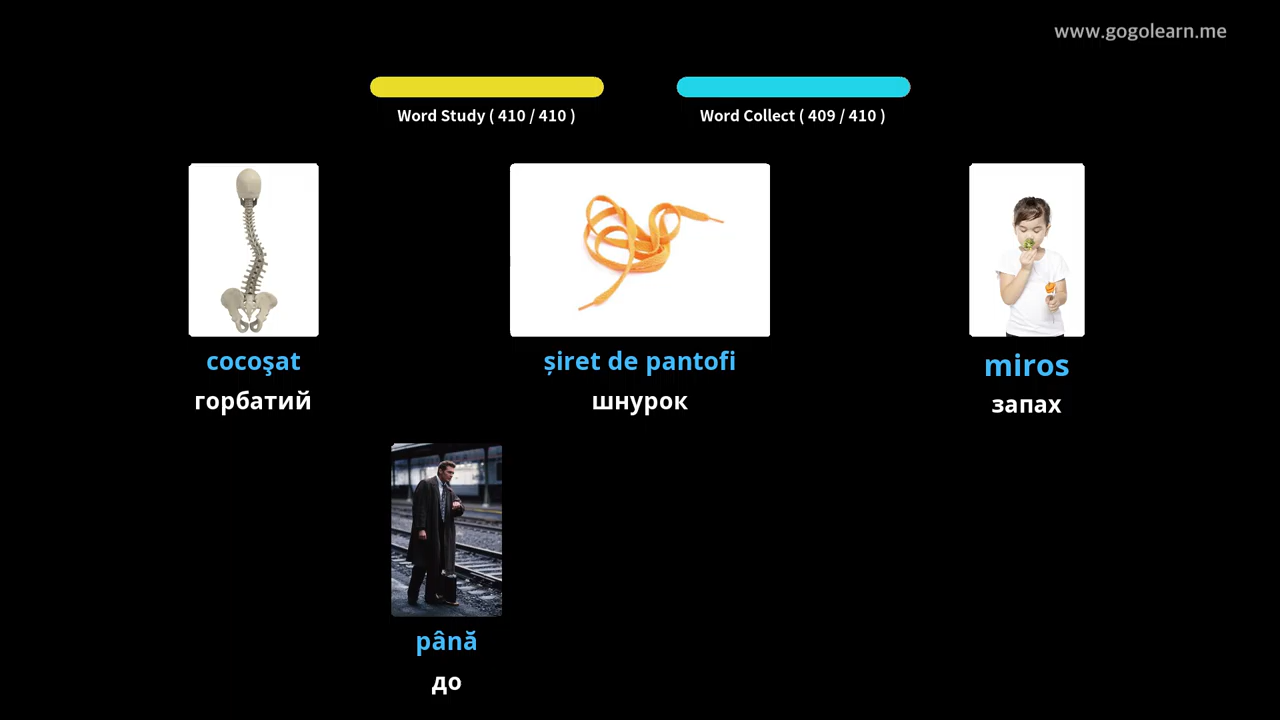 www.gogolearn.me
Word Study ( 410 / 410 )
Word Collect ( 409 / 410 )
cocoşat
șiret de pantofi
miros
горбатий
шнурок
запах
până
до